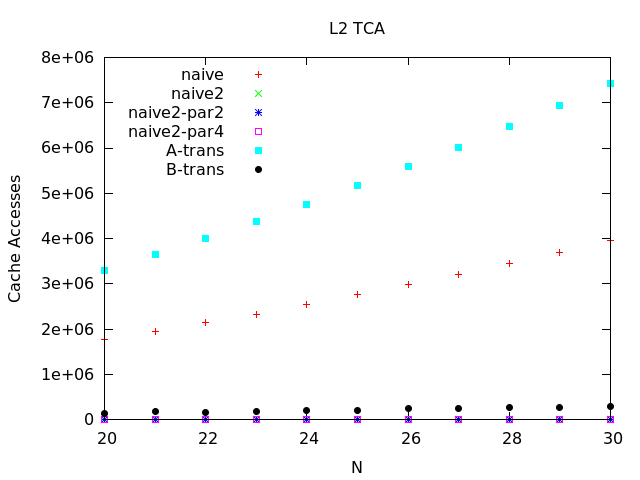 L2 TCA
8e+06
7e+06
6e+06
5e+06
4e+06
3e+06
2e+06
1e+06
0
Cache Accesses
naive
naive2
naive2-par2
naive2-par4
A-trans
B-trans
20 22 24 26 28 30
N